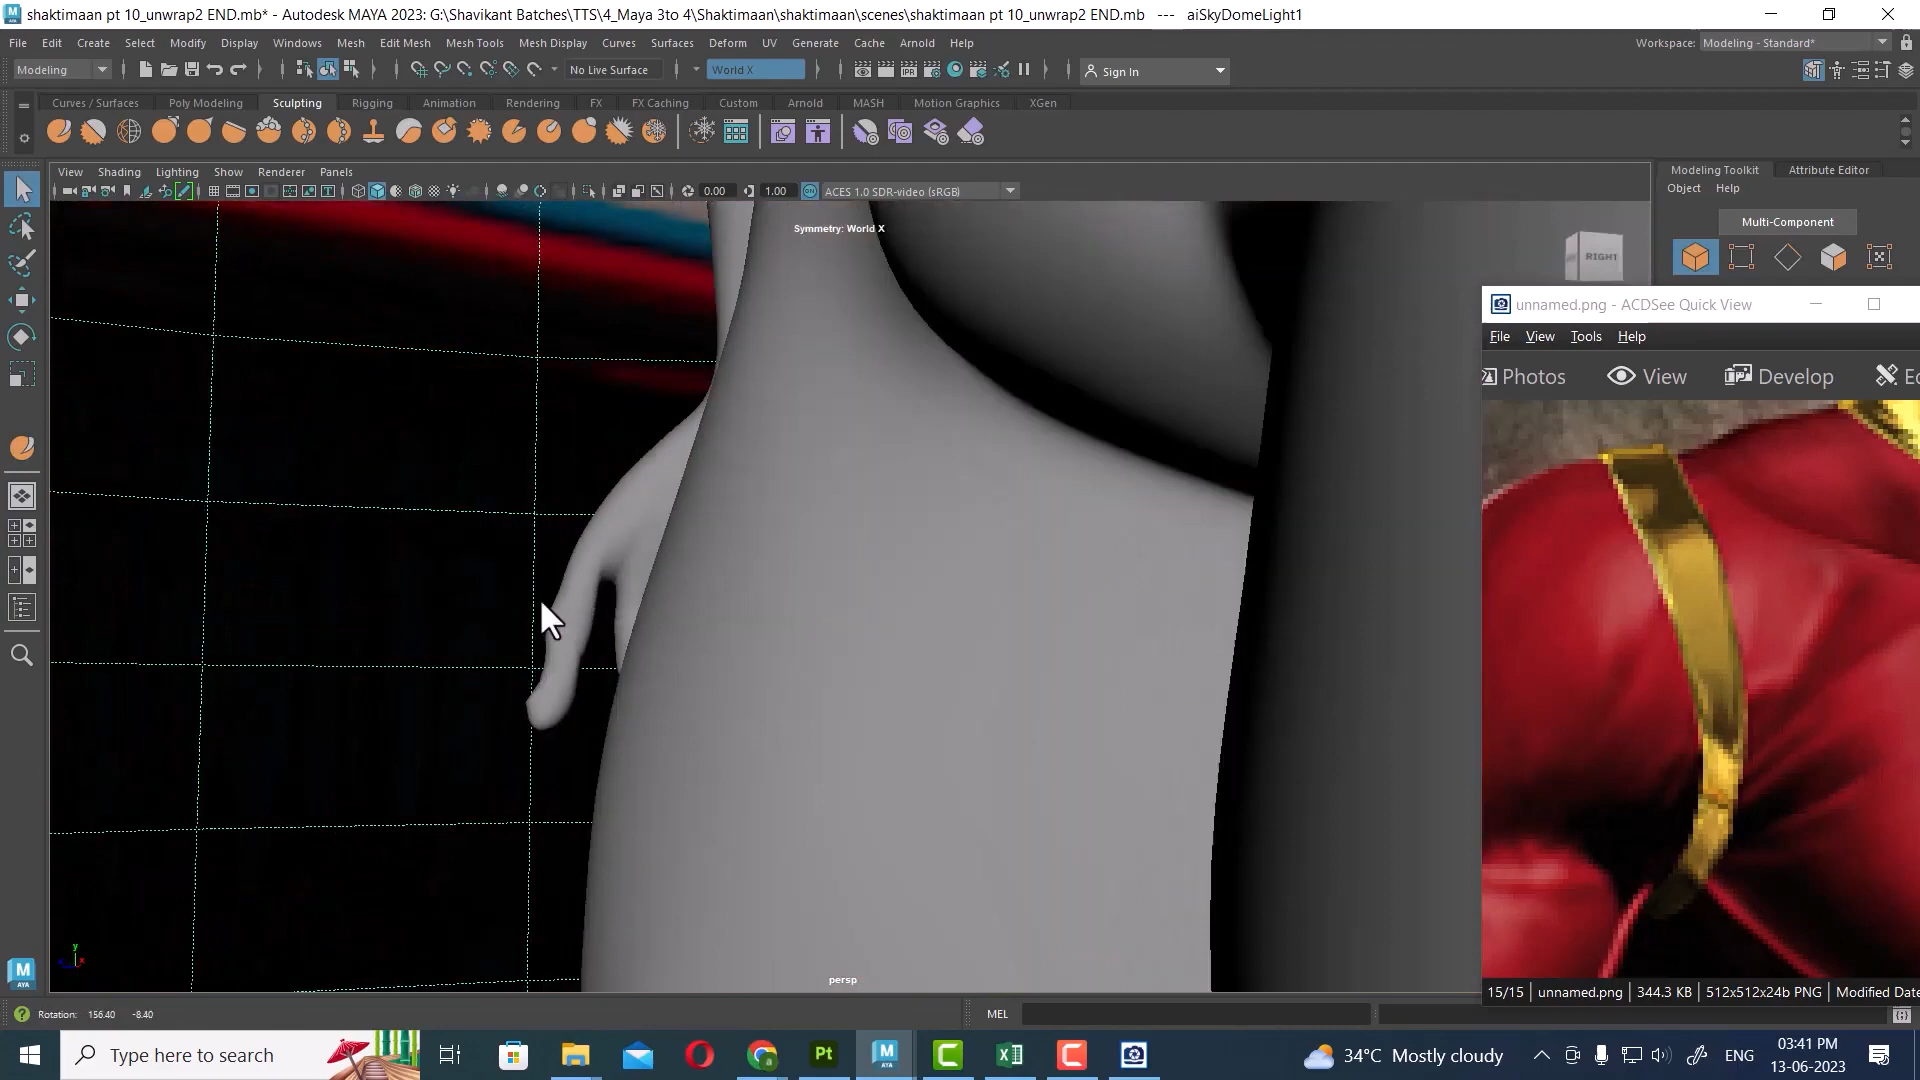 shaktimaan pt 10_unwrap2 END.mb* - Autodesk MAYA 2023: G:\Shavikant Batches\TTS\4_Maya 3to 4\Shaktimaan\shaktimaan\scenes\shaktimaan pt 10_unwrap2 END.mb --- aiSkyDomeLight1
File Edit Create Select Modify Display Windows Mesh Edit Mesh Mesh Tools Mesh Display Curves Surfaces Deform UV Generate Cache Arnold Help
Workspace: Modeling - Standard*
Modeling
No Live Surface
World X
Sign In
Curves / Surfaces Poly Modeling Sculpting Rigging Animation Rendering FX FX Caching Custom Arnold MASH Motion Graphics XGen
View Shading Lighting Show Renderer Panels
0.00 1.00 ACES 1.0 SDR-video (sRGB)
Modeling Toolkit Attribute Editor
Object Help
Multi-Component
Symmetry: World X
RIGHT
unnamed.png - ACDSee Quick View
File View Tools Help
Photos View Develop Ec
persp
15/15 unnamed.png 344.3 KB 512x512x24b PNG Modified Date
Rotation: 156.40 -8.40
MEL
Type here to search
34°C Mostly cloudy
ENG
03:41 PM
13-06-2023